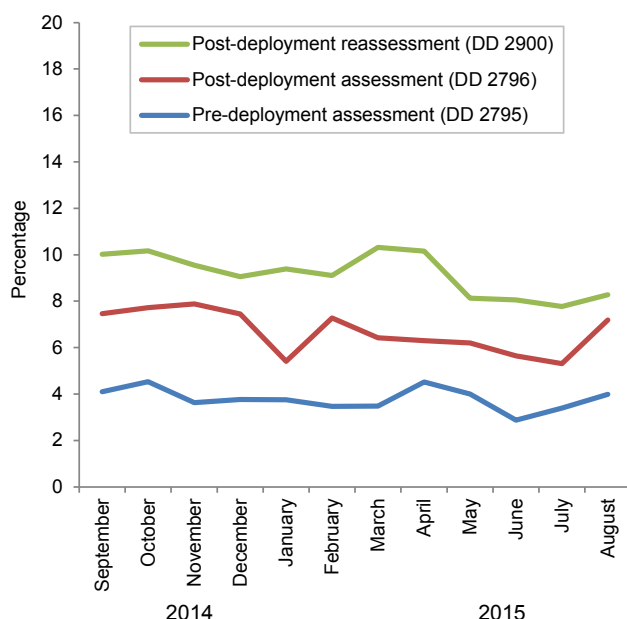 20
18
16
14
12
10
8
6
4
2
0
Percentage
Post-deployment reassessment (DD 2900)
Post-deployment assessment (DD 2796)
Pre-deployment assessment (DD 2795)
September
October
November
December
January
February
March
April
May
June
July
August
2014
2015